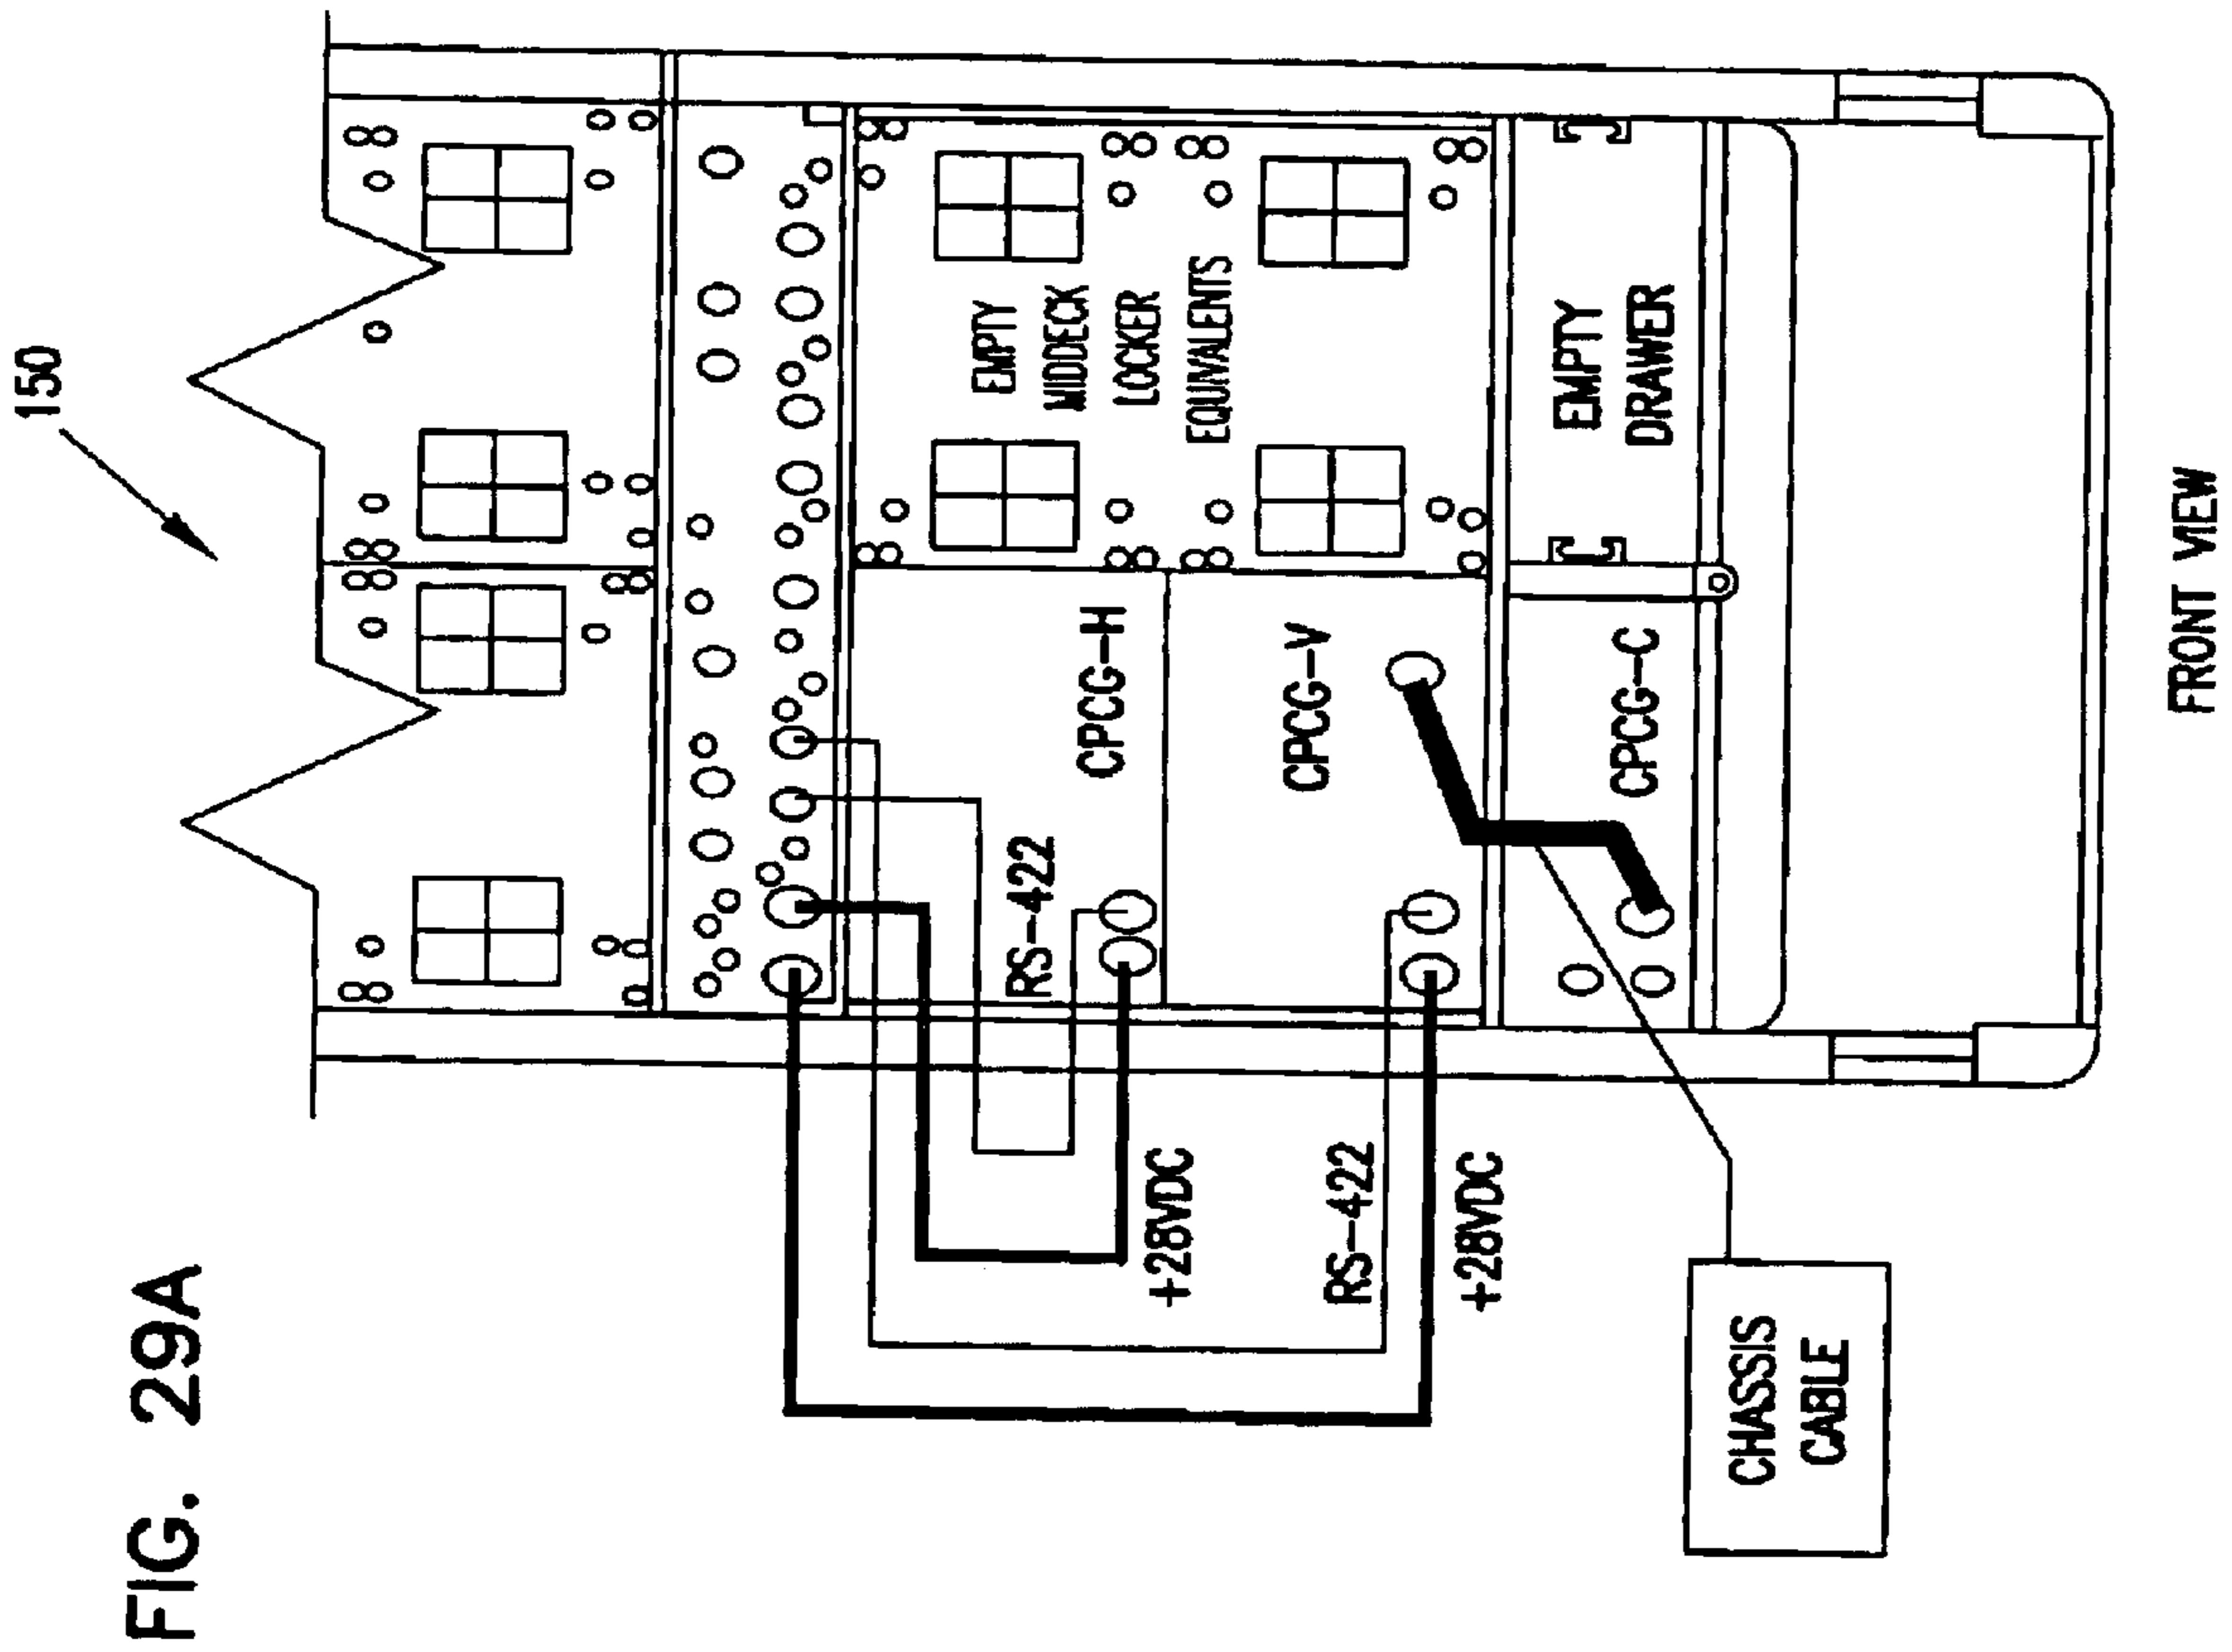 FIG. 29A
150
EMPTY
MIDDECK
LOCKER
EQUIVALENTS
RS-422
CPCG-H
+28VDC
CPCG-V
RS-422
+28VDC
EMPTY
DRAWER
CPCG-C
CHASSIS
CABLE
FRONT VIEW